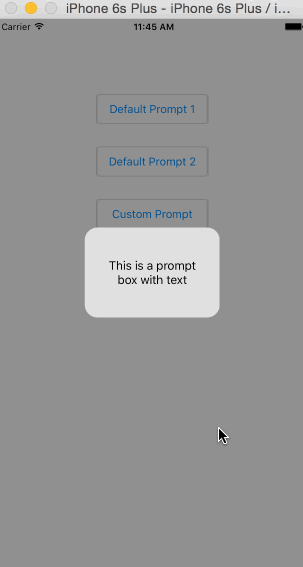 iPhone 6s Plus - iPhone 6s Plus / i...
Carrier 11:45 AM
Default Prompt 1
Default Prompt 2
Custom Prompt
This is a prompt
box with text